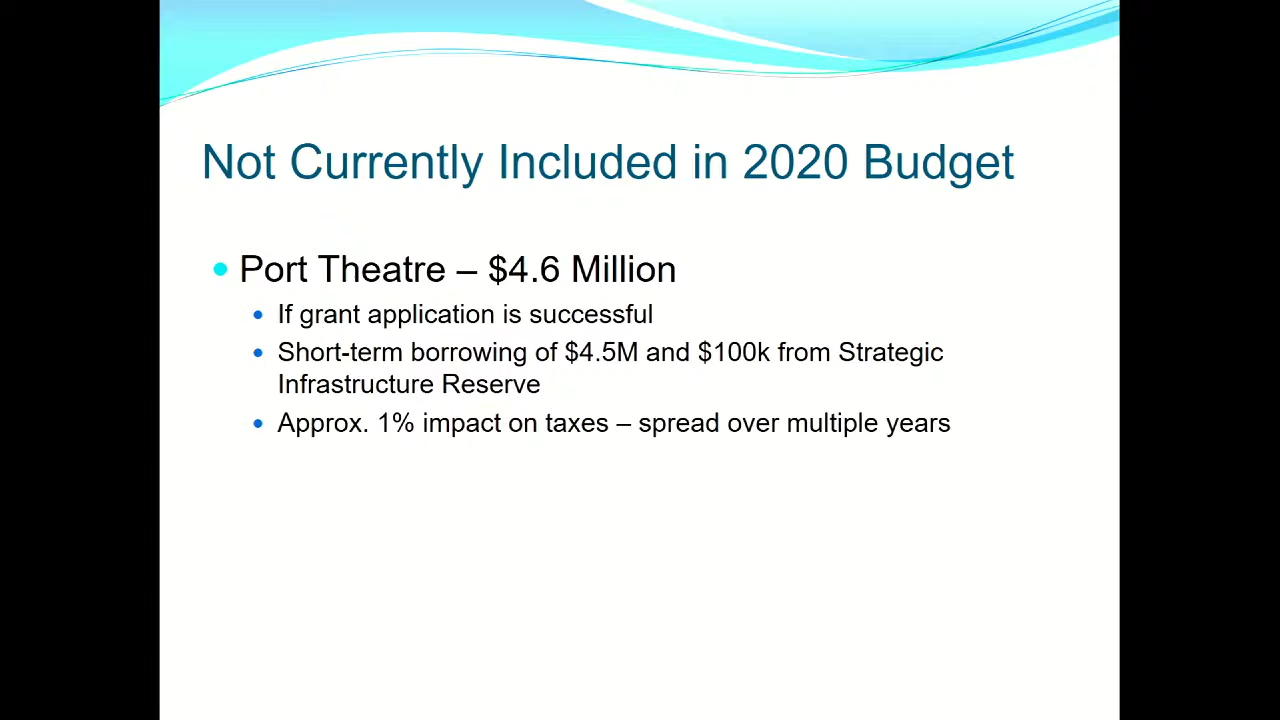 Not Currently Included in 2020 Budget
• Port Theatre – $4.6 Million
• If grant application is successful
• Short-term borrowing of $4.5M and $100k from Strategic
Infrastructure Reserve
• Approx. 1% impact on taxes – spread over multiple years